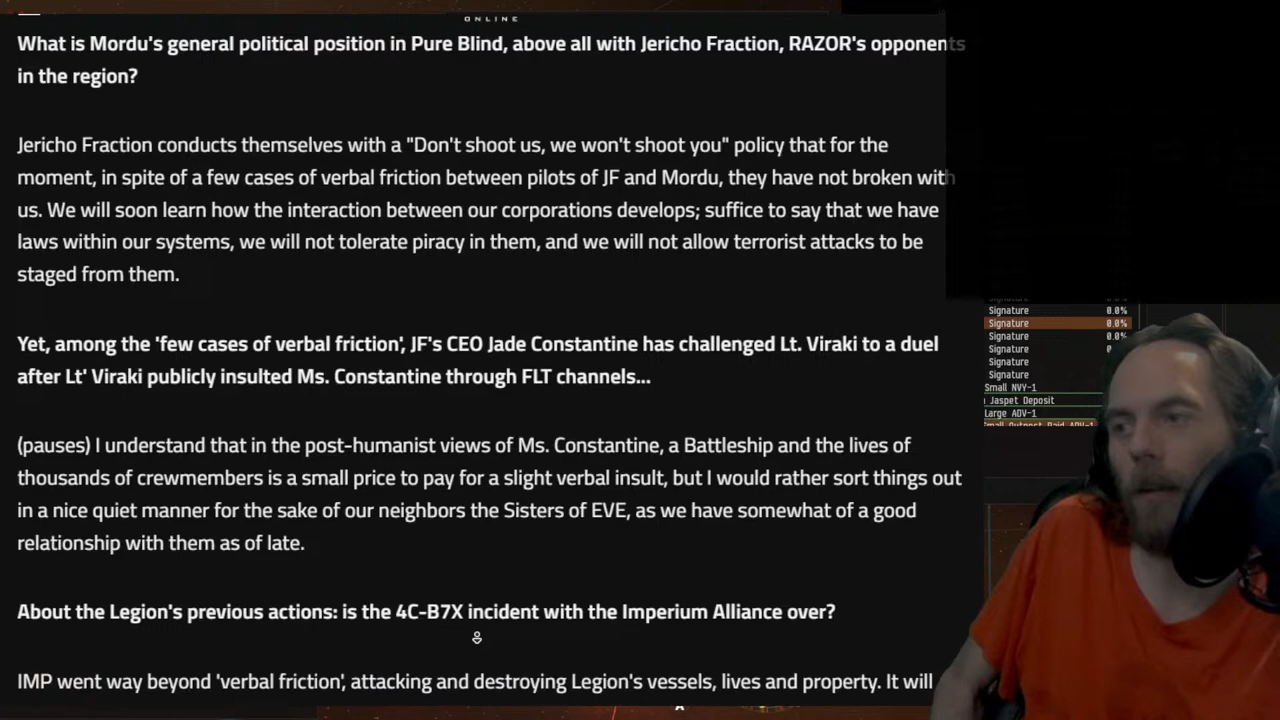 ONLINE
What is Mordu's general political position in Pure Blind, above all with Jericho Fraction, RAZOR's opponents
in the region?
Jericho Fraction conducts themselves with a "Don't shoot us, we won't shoot you" policy that for the
moment, in spite of a few cases of verbal friction between pilots of JF and Mordu, they have not broken with
us. We will soon learn how the interaction between our corporations develops; suffice to say that we have
laws within our systems, we will not tolerate piracy in them, and we will not allow terrorist attacks to be
staged from them.
Yet, among the 'few cases of verbal friction', JF's CEO Jade Constantine has challenged Lt. Viraki to a duel
after Lt' Viraki publicly insulted Ms. Constantine through FLT channels...
(pauses) I understand that in the post-humanist views of Ms. Constantine, a Battleship and the lives of
thousands of crewmembers is a small price to pay for a slight verbal insult, but I would rather sort things out
in a nice quiet manner for the sake of our neighbors the Sisters of EVE, as we have somewhat of a good
relationship with them as of late.
About the Legion's previous actions: is the 4C-B7X incident with the Imperium Alliance over?
IMP went way beyond 'verbal friction', attacking and destroying Legion's vessels, lives and property. It will
Signature 0.0%
Signature 0.0%
Signature 0.0%
Signature 0.0%
Signature
Signature
Signature
Small NVY-1
Jaspet Deposit
Large ADV-1
Small Outpost Raid ADV-1